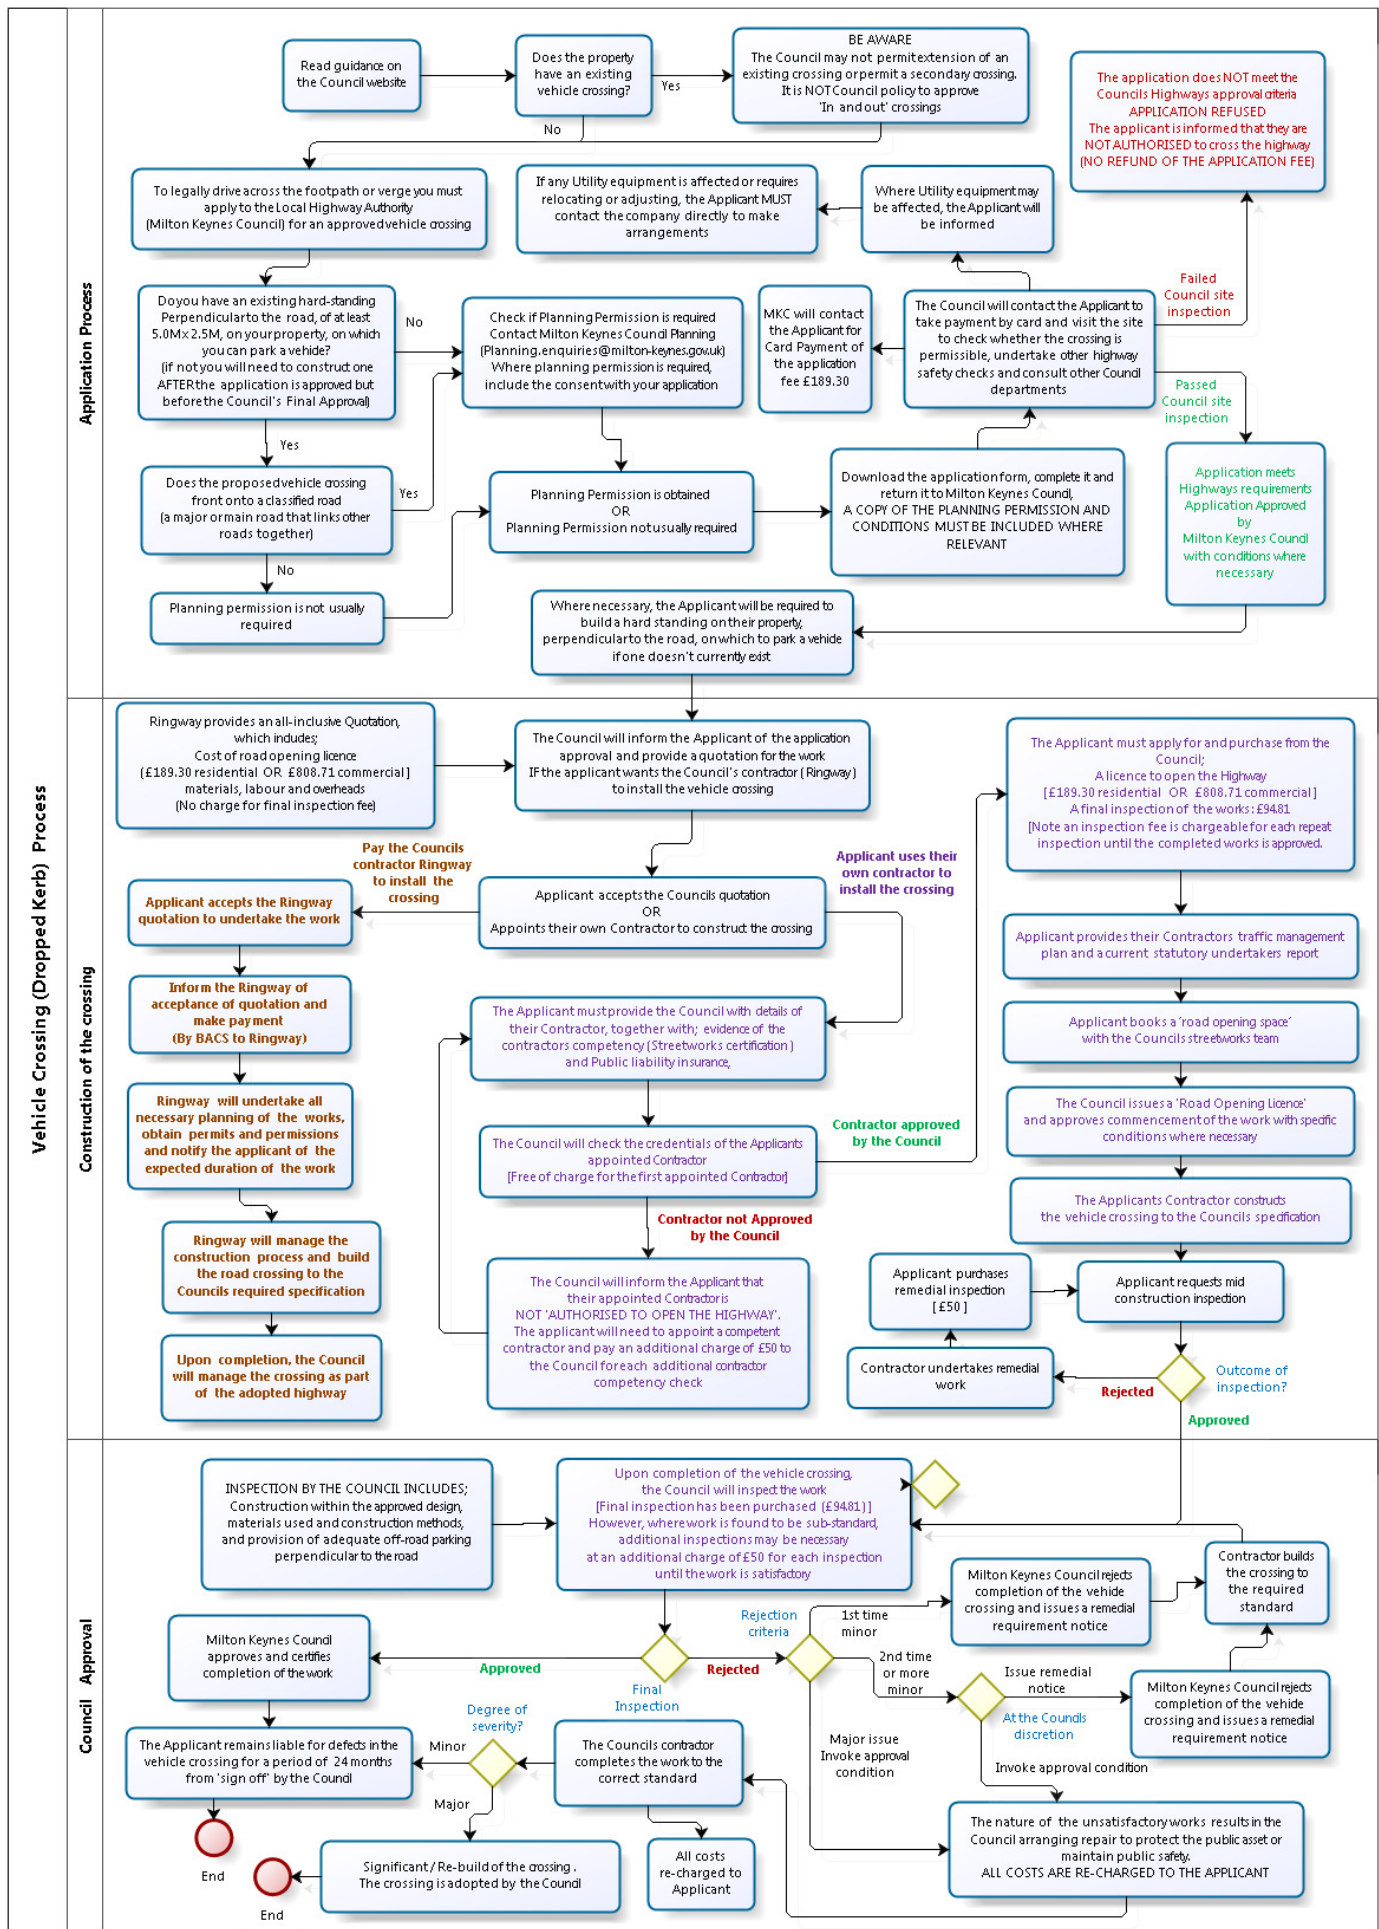 Vehicle Crossing (Dropped Kerb) Process
Application Process
Read guidance on
the Council website
Does the property
have an existing
vehicle crossing?
Yes
No
BE AWARE
The Council may not permit extension of an
existing crossing or permit a secondary crossing.
It is NOT Council policy to approve
'In and out' crossings
The application does NOT meet the
Councils Highways approval criteria
APPLICATION REFUSED
The applicant is informed that they are
NOT AUTHORISED to cross the highway
(NO REFUND OF THE APPLICATION FEE)
To legally drive across the footpath or verge you must
apply to the Local Highway Authority
(Milton Keynes Council) for an approved vehicle crossing
If any Utility equipment is affected or requires
relocating or adjusting, the Applicant MUST
contact the company directly to make
arrangements
Where Utility equipment may
be affected, the Applicant will
be informed
Failed
Council site
inspection
Do you have an existing hard-standing
Perpendicular to the road, of at least
5.0M x 2.5M, on your property, on which
you can park a vehicle?
(if not you will need to construct one
AFTER the application is approved but
before the Council's Final Approval)
No
Yes
Check if Planning Permission is required
Contact Milton Keynes Council Planning
(Planning.enquiries@milton-keynes.gov.uk)
Where planning permission is required,
include the consent with your application
MKC will contact
the Applicant for
Card Payment of
the application
fee £189.30
The Council will contact the Applicant to
take payment by card and visit the site
to check whether the crossing is
permissible, undertake other highway
safety checks and consult other Council
departments
Passed
Council site
inspection
Does the proposed vehicle crossing
front onto a classified road
(a major or main road that links other
roads together)
Yes
No
Planning Permission is obtained
OR
Planning Permission not usually required
Download the application form, complete it and
return it to Milton Keynes Council,
A COPY OF THE PLANNING PERMISSION AND
CONDITIONS MUST BE INCLUDED WHERE
RELEVANT
Application meets
Highways requirements
Application Approved
by
Milton Keynes Council
with conditions where
necessary
Planning permission is not usually
required
Where necessary, the Applicant will be required to
build a hard standing on their property,
perpendicular to the road, on which to park a vehicle
if one doesn't currently exist
Construction of the crossing
Ringway provides an all-inclusive Quotation,
which includes;
Cost of road opening licence
[£189.30 residential OR £808.71 commercial]
materials, labour and overheads
(No charge for final inspection fee)
The Council will inform the Applicant of the application
approval and provide a quotation for the work
IF the applicant wants the Council's contractor (Ringway)
to install the vehicle crossing
The Applicant must apply for and purchase from the
Council;
A licence to open the Highway
[£189.30 residential OR £808.71 commercial]
A final inspection of the works: £94.81
[Note an inspection fee is chargeable for each repeat
inspection until the completed works is approved.
Pay the Councils
contractor Ringway
to install the
crossing
Applicant uses their
own contractor to
install the crossing
Applicant accepts the Ringway
quotation to undertake the work
Applicant accepts the Councils quotation
OR
Appoints their own Contractor to construct the crossing
Applicant provides their Contractors traffic management
plan and a current statutory undertakers report
Inform the Ringway of
acceptance of quotation and
make payment
(By BACS to Ringway)
The Applicant must provide the Council with details of
their Contractor, together with; evidence of the
contractors competency (Streetworks certification)
and Public liability insurance,
Applicant books a 'road opening space'
with the Councils streetworks team
Ringway will undertake all
necessary planning of the works,
obtain permits and permissions
and notify the applicant of the
expected duration of the work
The Council will check the credentials of the Applicants
appointed Contractor
[Free of charge for the first appointed Contractor]
Contractor approved
by the Council
The Council issues a 'Road Opening Licence'
and approves commencement of the work with specific
conditions where necessary
Contractor not Approved
by the Council
The Applicants Contractor constructs
the vehicle crossing to the Councils specification
Ringway will manage the
construction process and build
the road crossing to the
Councils required specification
The Council will inform the Applicant that
their appointed Contractor is
NOT 'AUTHORISED TO OPEN THE HIGHWAY'.
The applicant will need to appoint a competent
contractor and pay an additional charge of £50 to
the Council for each additional contractor
competency check
Applicant purchases
remedial inspection
[£50]
Applicant requests mid
construction inspection
Upon completion, the Council
will manage the crossing as part
of the adopted highway
Contractor undertakes remedial
work
Rejected
Outcome of
inspection?
Approved
Council Approval
INSPECTION BY THE COUNCIL INCLUDES;
Construction within the approved design,
materials used and construction methods,
and provision of adequate off-road parking
perpendicular to the road
Upon completion of the vehicle crossing,
the Council will inspect the work
[Final inspection has been purchased (£94.81)]
However, where work is found to be sub-standard,
additional inspections may be necessary
at an additional charge of £50 for each inspection
until the work is satisfactory
Milton Keynes Council rejects
completion of the vehicle
crossing and issues a remedial
requirement notice
Contractor builds
the crossing to
the required
standard
Milton Keynes Council
approves and certifies
completion of the work
Approved
Final
Inspection
Rejected
Rejection
criteria
1st time
minor
2nd time
or more
minor
Issue remedial
notice
At the Councils
discretion
Milton Keynes Council rejects
completion of the vehicle
crossing and issues a remedial
requirement notice
The Applicant remains liable for defects in the
vehicle crossing for a period of 24 months
from 'sign off' by the Council
Minor
Degree of
severity?
Major
The Councils contractor
completes the work to the
correct standard
Major issue
Invoke approval
condition
Invoke approval condition
End
Significant / Re-build of the crossing .
The crossing is adopted by the Council
End
All costs
re-charged to
Applicant
The nature of the unsatisfactory works results in the
Council arranging repair to protect the public asset or
maintain public safety.
ALL COSTS ARE RE-CHARGED TO THE APPLICANT